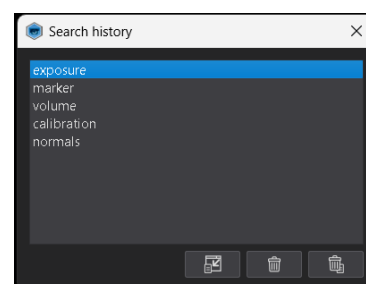 Search history
exposure
marker
volume
calibration
normals